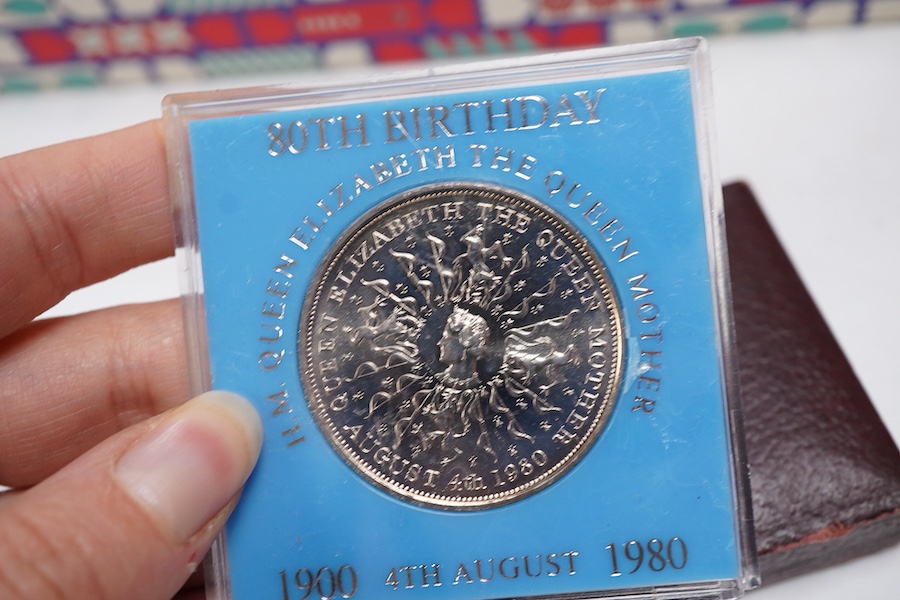 80TH BIRTHDAY
H.M. QUEEN ELIZABETH THE QUEEN MOTHER
QUEEN ELIZABETH THE QUEEN MOTHER
AUGUST 4th 1980
1900 4TH AUGUST 1980